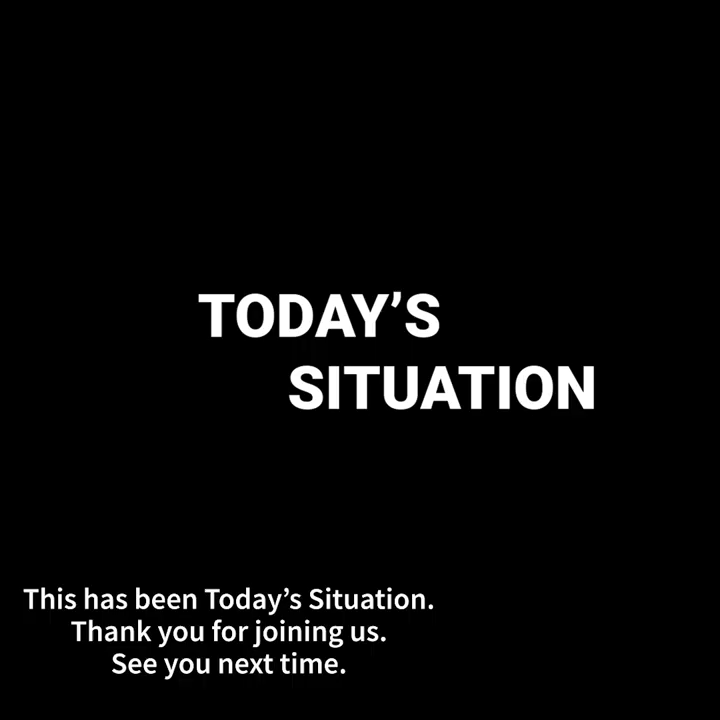 TODAY’S
SITUATION
This has been Today’s Situation.
Thank you for joining us.
See you next time.